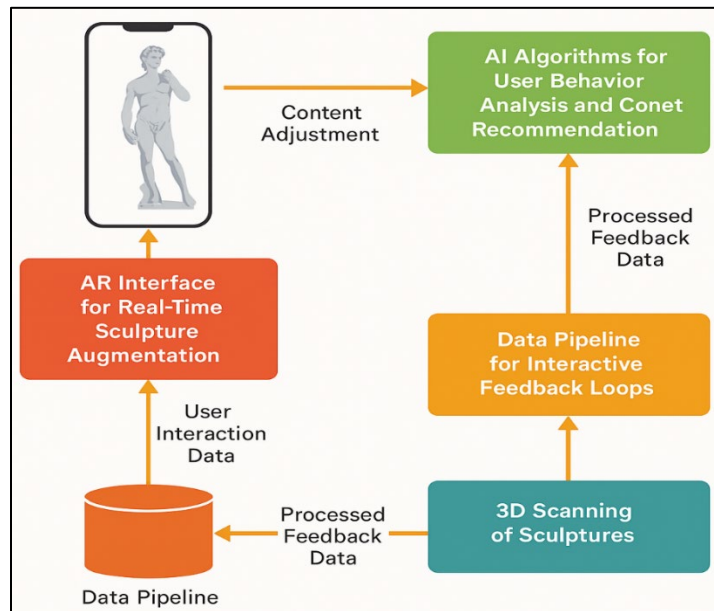 AI Algorithms for
User Behavior
Analysis and Conet
Recommendation
Content
Adjustment
Processed
Feedback
Data
AR Interface
for Real-Time
Sculpture
Augmentation
Data Pipeline
for Interactive
Feedback Loops
User
Interaction
Data
Processed
Feedback
Data
3D Scanning
of Sculptures
Data Pipeline